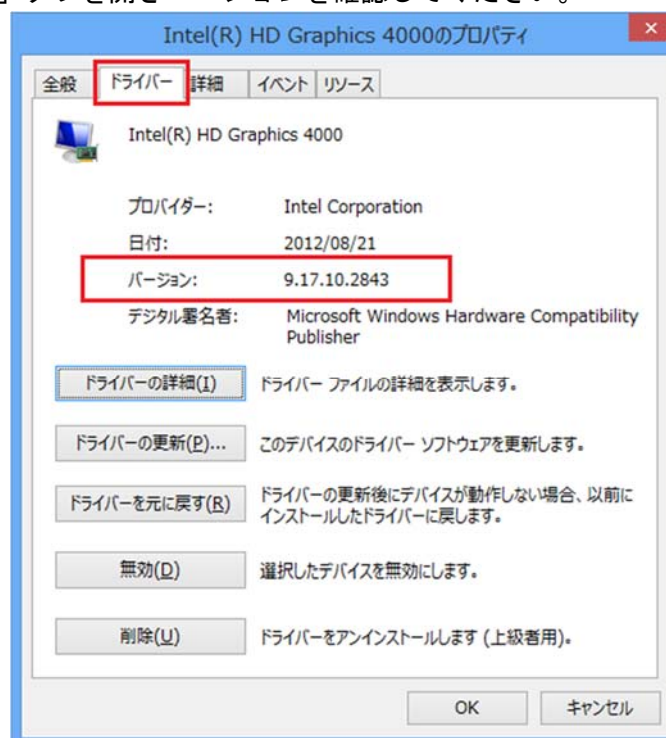 Intel(R) HD Graphics 4000のプロパティ
全般 ドライバー 詳細 イベント リソース
Intel(R) HD Graphics 4000
プロバイダー: Intel Corporation
日付: 2012/08/21
バージョン: 9.17.10.2843
デジタル署名者: Microsoft Windows Hardware Compatibility
Publisher
ドライバーの詳細(I) ドライバー ファイルの詳細を表示します。
ドライバーの更新(P)... このデバイスのドライバー ソフトウェアを更新します。
ドライバーを元に戻す(R) ドライバーの更新後にデバイスが動作しない場合、以前に
インストールしたドライバーに戻します。
無効(D) 選択したデバイスを無効にします。
削除(U) ドライバーをアンインストールします (上級者用)。
OK キャンセル